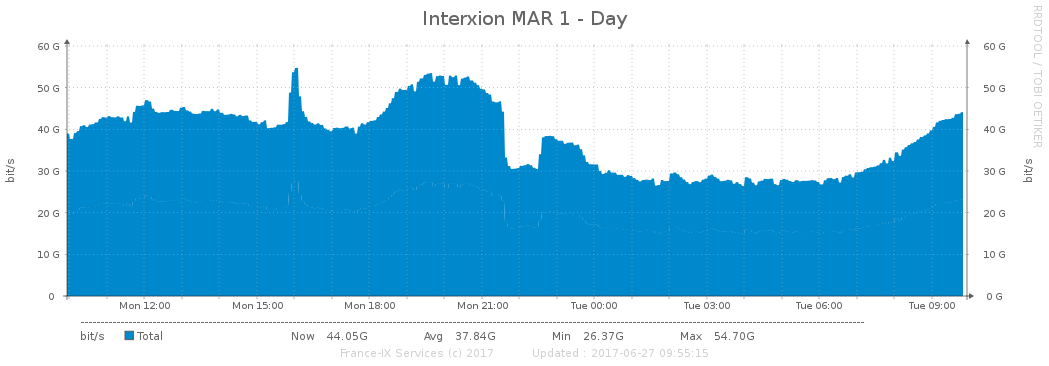 Interxion MAR 1 - Day
RRDTOOL / TOBI OETIKER
bit/s
bit/s
60 G 60 G
50 G 50 G
40 G 40 G
30 G 30 G
20 G 20 G
10 G 10 G
0 0 G
Mon 12:00 Mon 15:00 Mon 18:00 Mon 21:00 Tue 00:00 Tue 03:00 Tue 06:00 Tue 09:00
bit/s Total Now 44.05G Avg 37.84G Min 26.37G Max 54.70G
France-IX Services (c) 2017 Updated : 2017-06-27 09:55:15